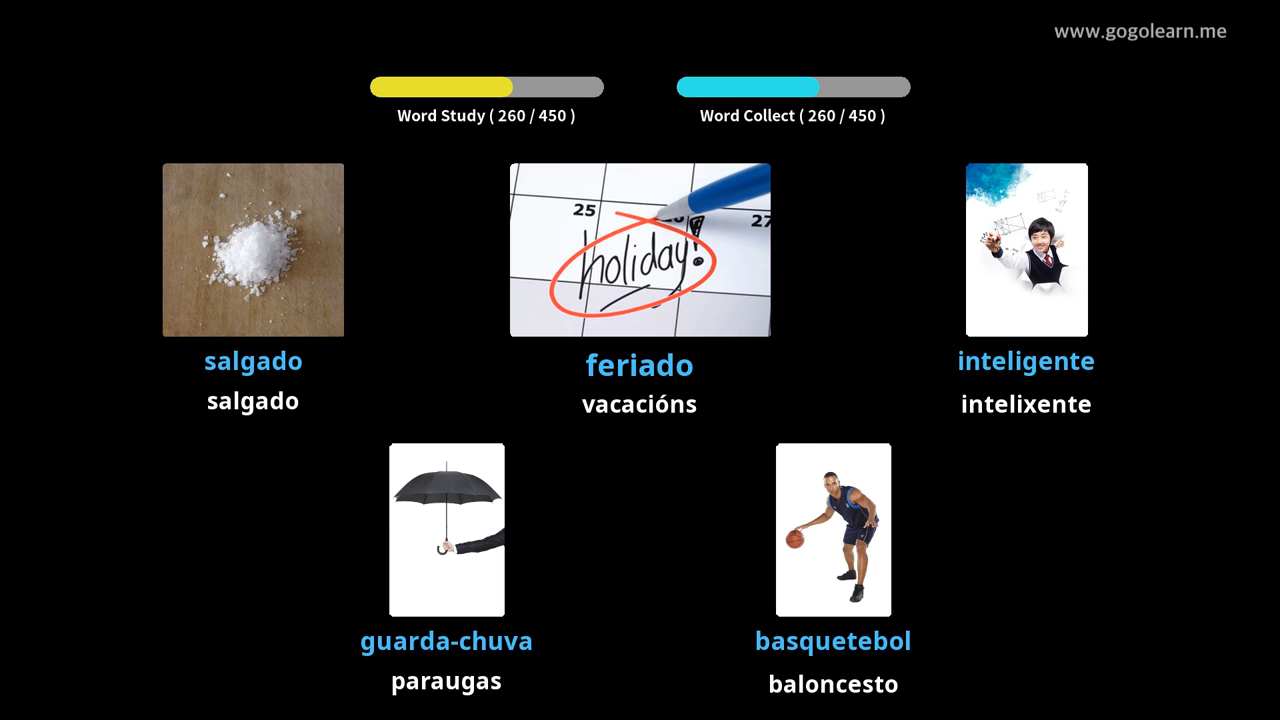 www.gogolearn.me
Word Study ( 260 / 450 )
Word Collect ( 260 / 450 )
25
27
holiday!
salgado
feriado
inteligente
salgado
vacacións
intelixente
guarda-chuva
basquetebol
paraugas
baloncesto